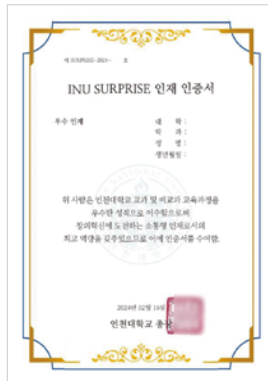 제 SURPRISE-2024- 호
INU SURPRISE 인재 인증서
우수 인재
대 학 :
학 과 :
성 명 :
생년월일 :
위 사람은 인천대학교 교과 및 비교과 교육과정을
우수한 성적으로 이수함으로써
창의혁신에 도전하는 소통형 인재로서의
최고 역량을 갖추었으므로 이에 인증서를 수여함.
2024년 02월 16일
인천대학교 총장